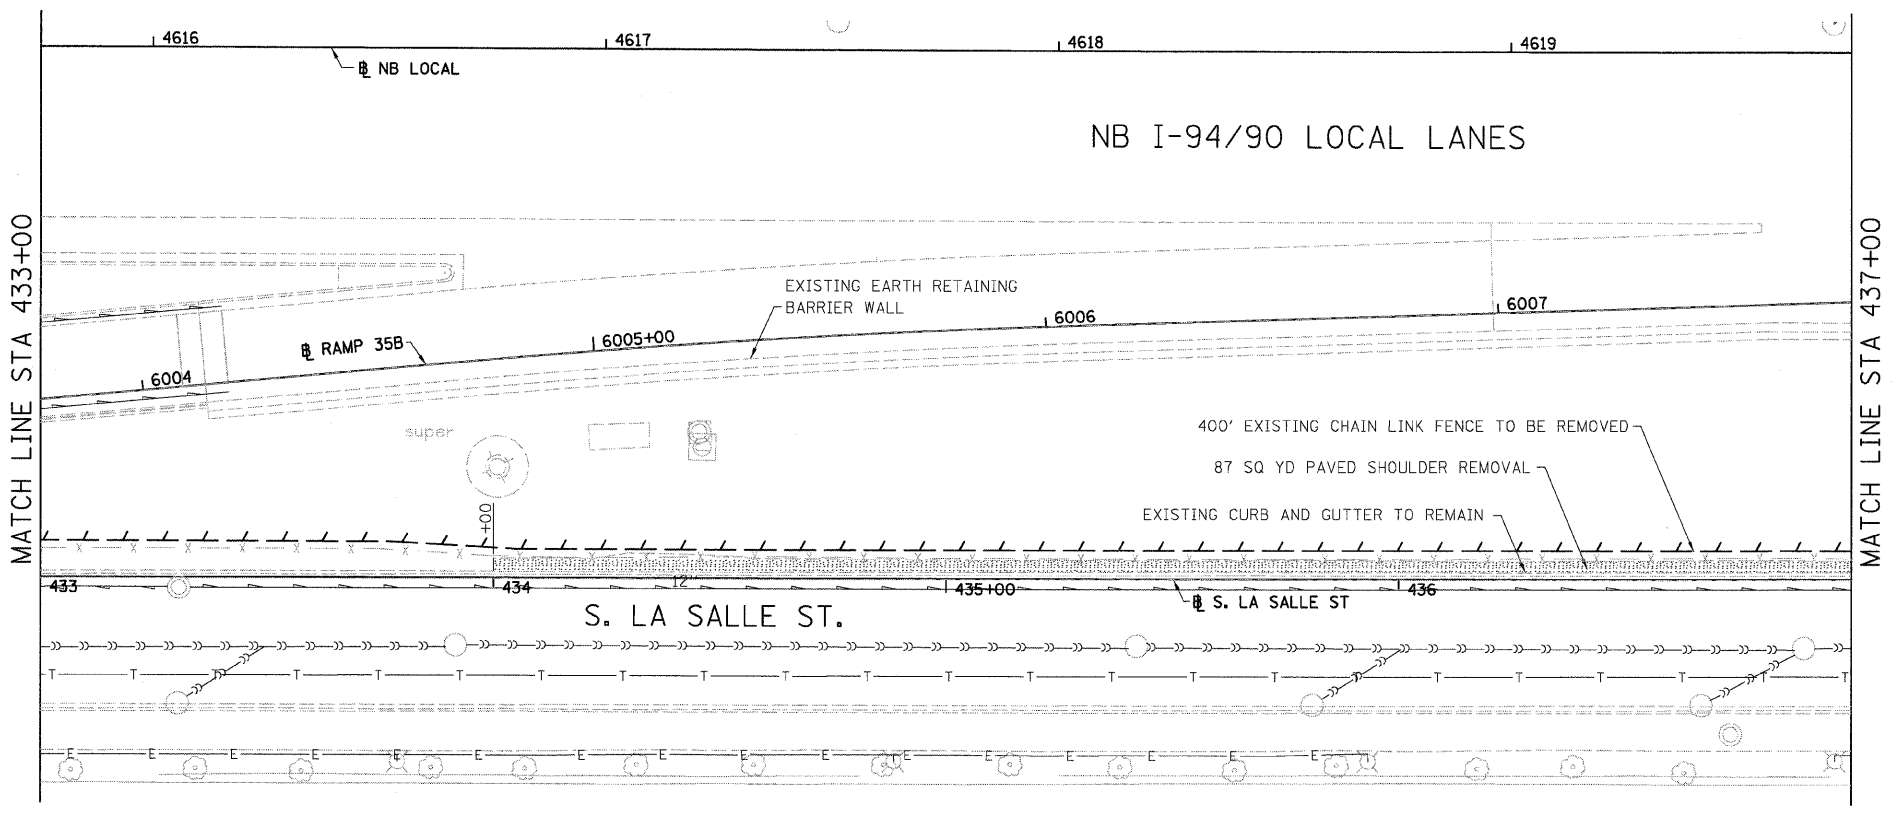 4616
4617
4618
4619
℄ NB LOCAL
NB I-94/90 LOCAL LANES
MATCH LINE STA 433+00
MATCH LINE STA 437+00
EXISTING EARTH RETAINING
BARRIER WALL
6007
6006
6005+00
℄ RAMP 35B
6004
super
400' EXISTING CHAIN LINK FENCE TO BE REMOVED
87 SQ YD PAVED SHOULDER REMOVAL
EXISTING CURB AND GUTTER TO REMAIN
+00
433
434
12'
435+00
436
℄ S. LA SALLE ST
S. LA SALLE ST.
T T T T T T T T T T T T T T T T T T T T T T
E E E E E E E E E E E E E E E E